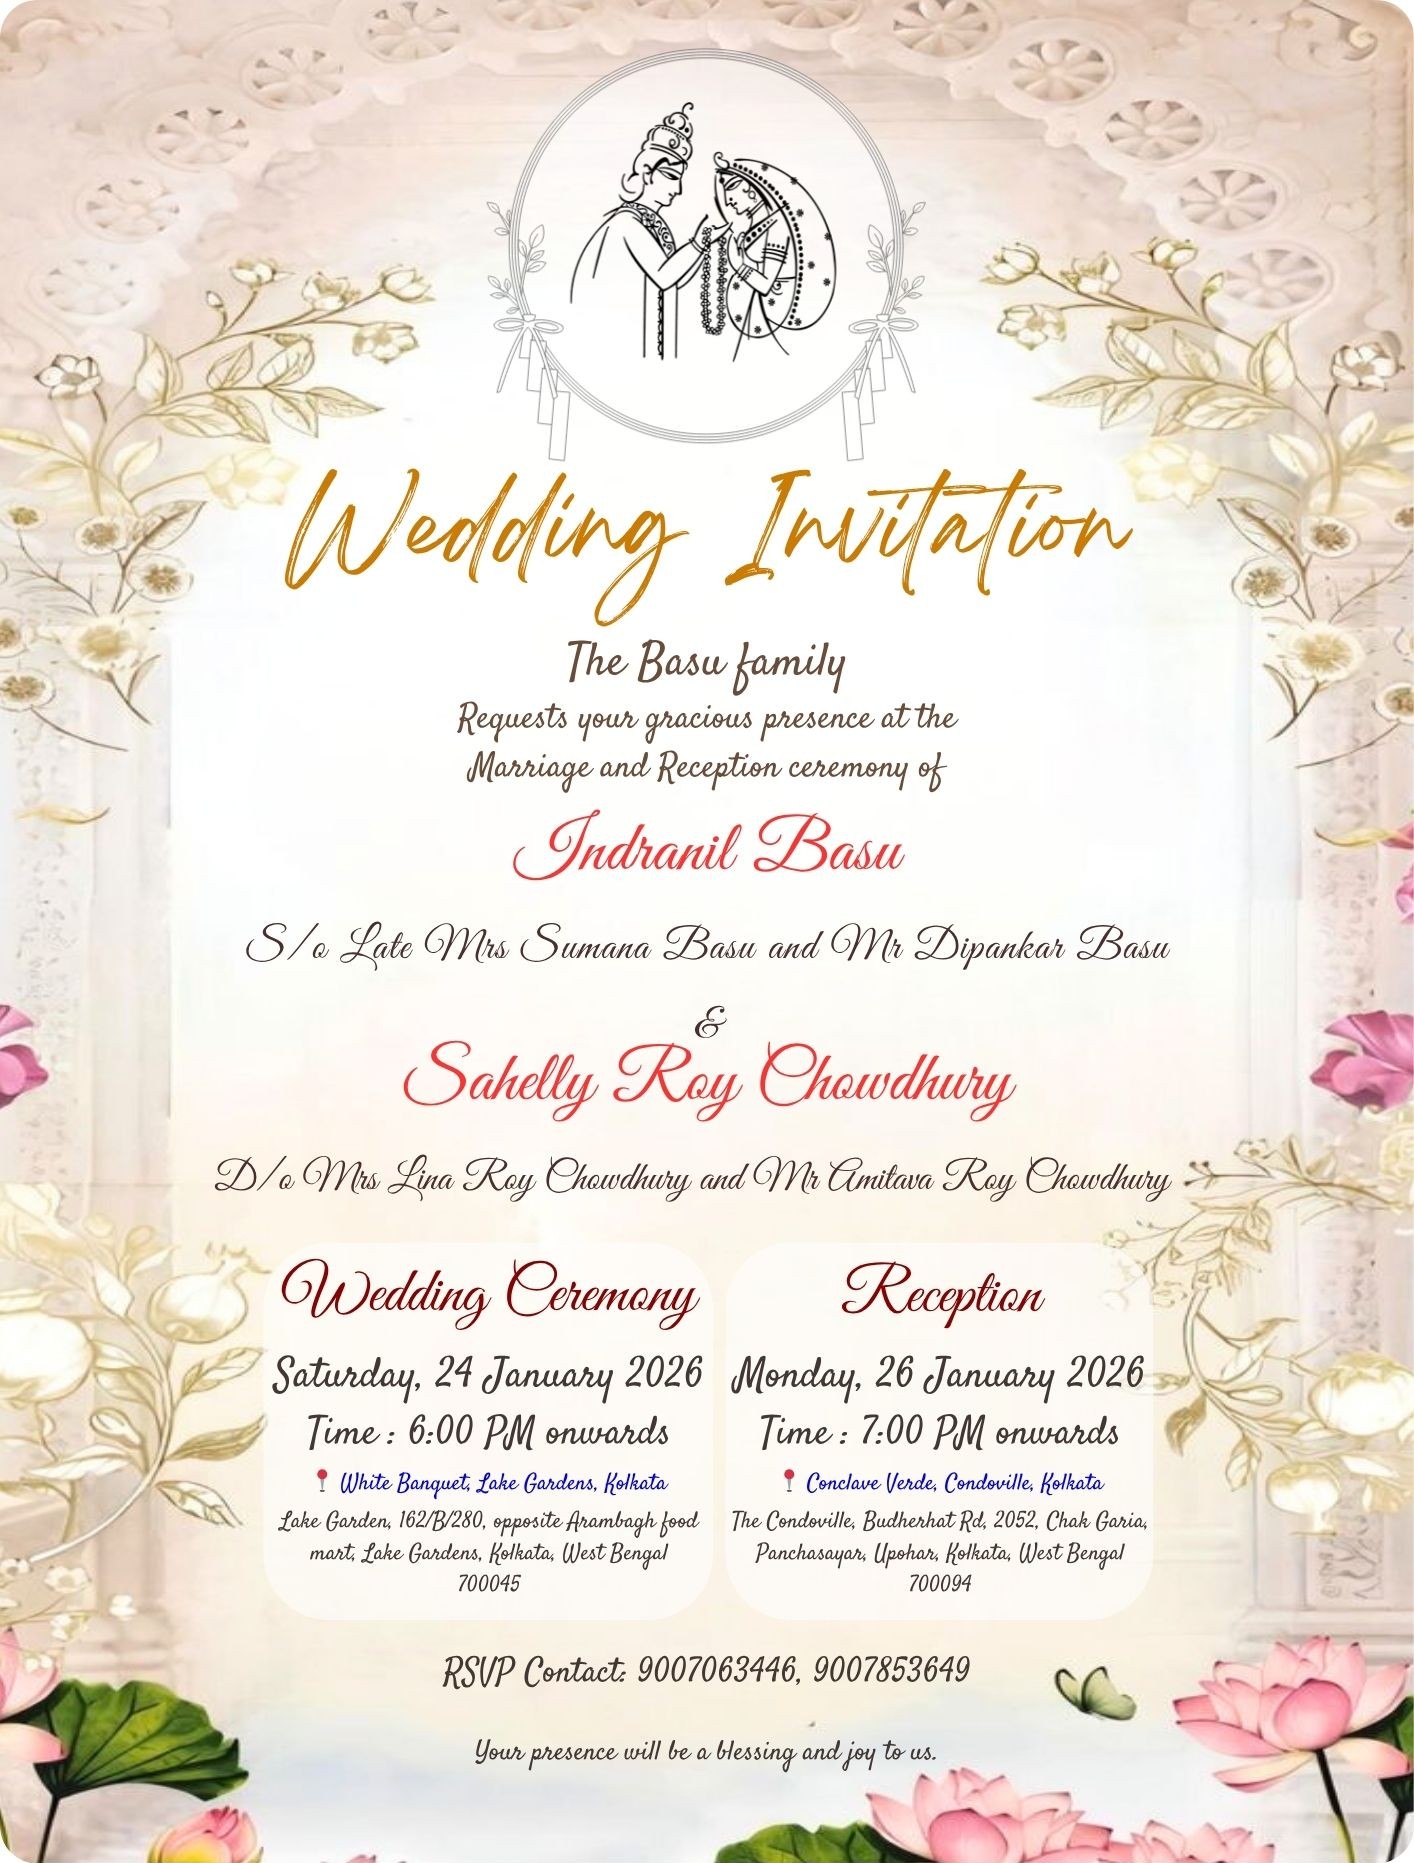 Wedding Invitation
The Basu family
Requests your gracious presence at the
Marriage and Reception ceremony of
Indranil Basu
S/o Late Mrs Sumana Basu and Mr Dipankar Basu
&
Sahelly Roy Chowdhury
D/o Mrs Lina Roy Chowdhury and Mr Amitava Roy Chowdhury
Wedding Ceremony
Saturday, 24 January 2026
Time : 6:00 PM onwards
📍 White Banquet, Lake Gardens, Kolkata
Lake Garden, 162/B/280, opposite Arambagh food
mart, Lake Gardens, Kolkata, West Bengal
700045
Reception
Monday, 26 January 2026
Time : 7:00 PM onwards
📍 Conclave Verde, Condoville, Kolkata
The Condoville, Budherhat Rd, 2052, Chak Garia,
Panchasayar, Upohar, Kolkata, West Bengal
700094
RSVP Contact: 9007063446, 9007853649
Your presence will be a blessing and joy to us.